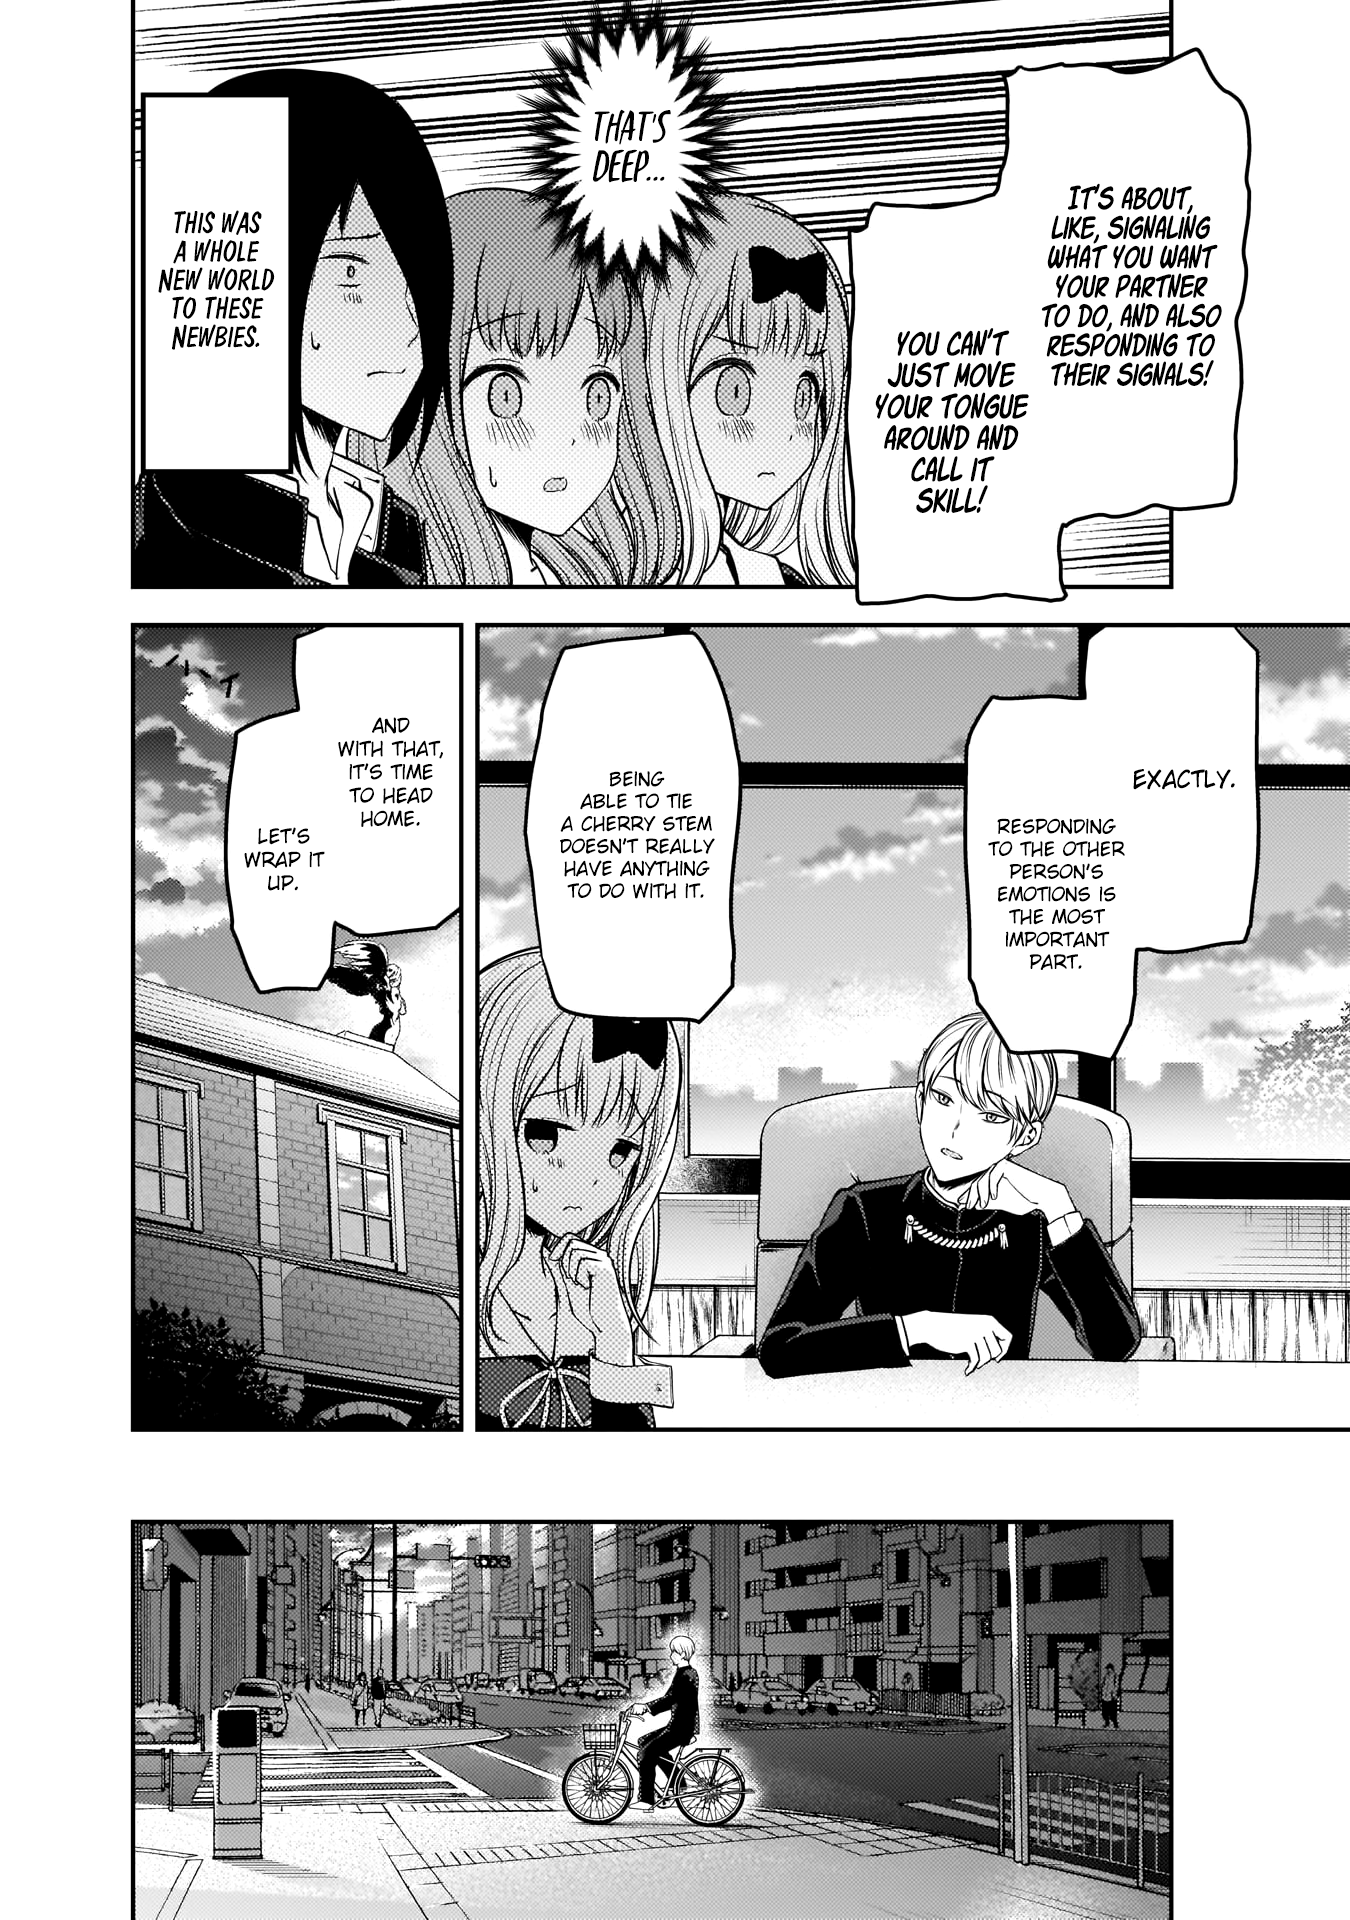 IT'S ABOUT,
LIKE, SIGNALING
WHAT YOU WANT
YOUR PARTNER
TO DO, AND ALSO
RESPONDING TO
THEIR SIGNALS!
YOU CAN'T
JUST MOVE
YOUR TONGUE
AROUND AND
CALL IT
SKILL!
THAT'S
DEEP...
THIS WAS
A WHOLE
NEW WORLD
TO THESE
NEWBIES.
EXACTLY.
RESPONDING
TO THE OTHER
PERSON'S
EMOTIONS IS
THE MOST
IMPORTANT
PART.
BEING
ABLE TO TIE
A CHERRY STEM
DOESN'T REALLY
HAVE ANYTHING
TO DO WITH IT.
AND
WITH THAT,
IT'S TIME
TO HEAD
HOME.
LET'S
WRAP IT
UP.